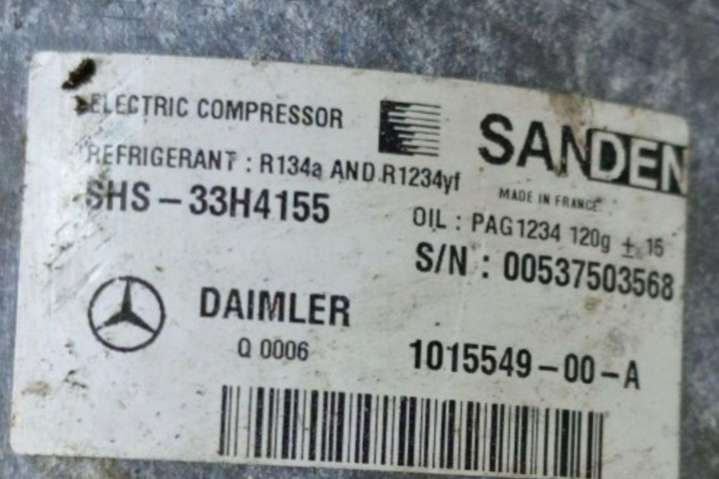 ELECTRIC COMPRESSOR
SANDEN
REFRIGERANT : R134a AND R1234yf
MADE IN FRANCE
SHS-33H4155
OIL : PAG1234 120g ± 15
S/N : 00537503568
DAIMLER
Q 0006
1015549-00-A